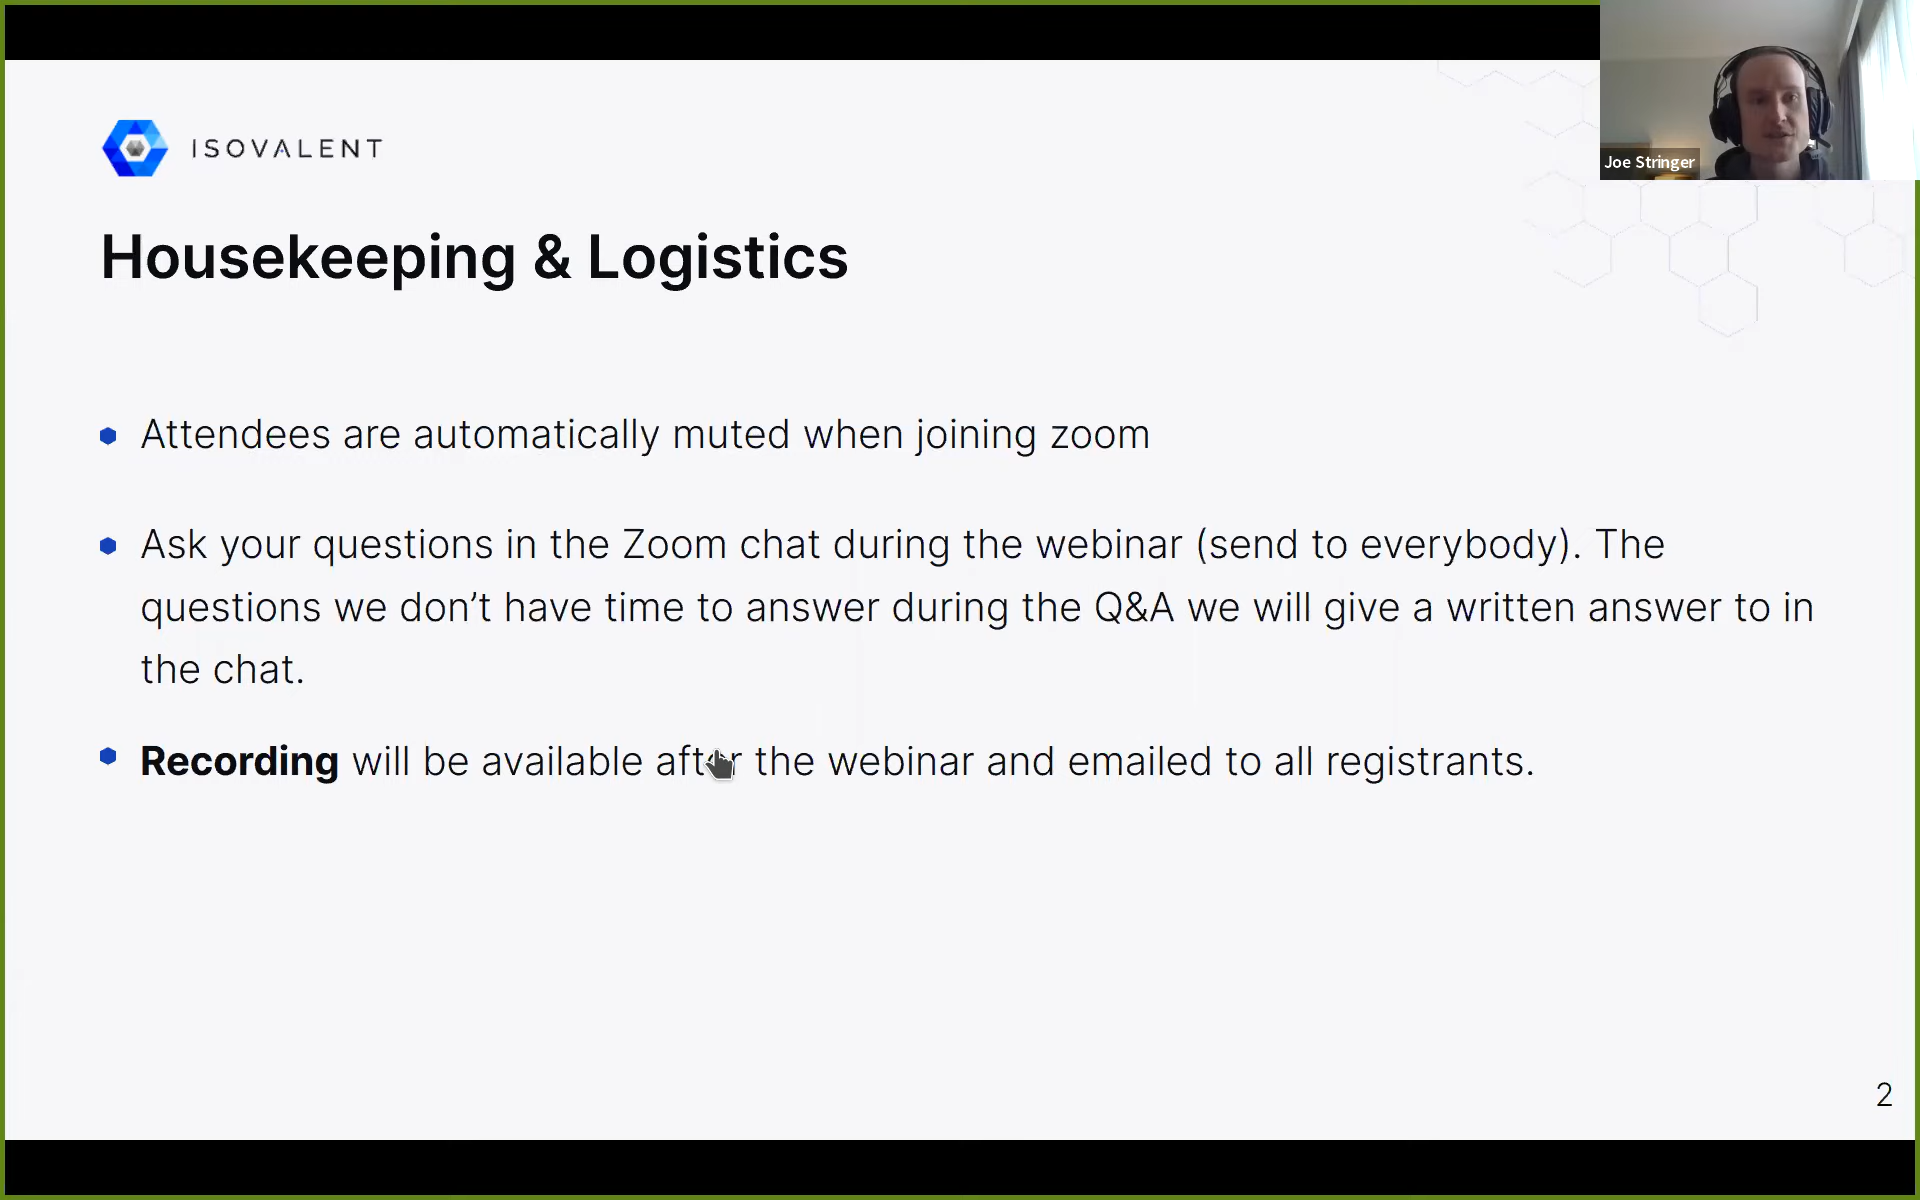 ISOVALENT
Joe Stringer
Housekeeping & Logistics
Attendees are automatically muted when joining zoom
Ask your questions in the Zoom chat during the webinar (send to everybody). The
questions we don’t have time to answer during the Q&A we will give a written answer to in
the chat.
Recording will be available after the webinar and emailed to all registrants.
2